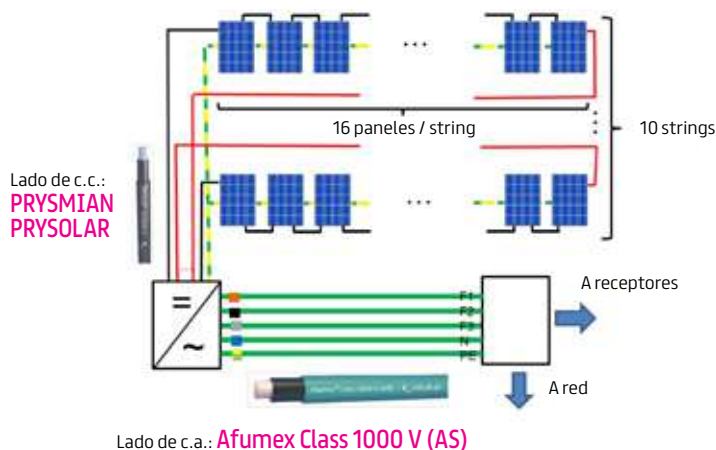 16 paneles / string
10 strings
Lado de c.c.:
PRYSMIAN
PRYSOLAR
=
~
F1
F2
F3
N
PE
A receptores
A red
Lado de c.a.: Afumex Class 1000 V (AS)